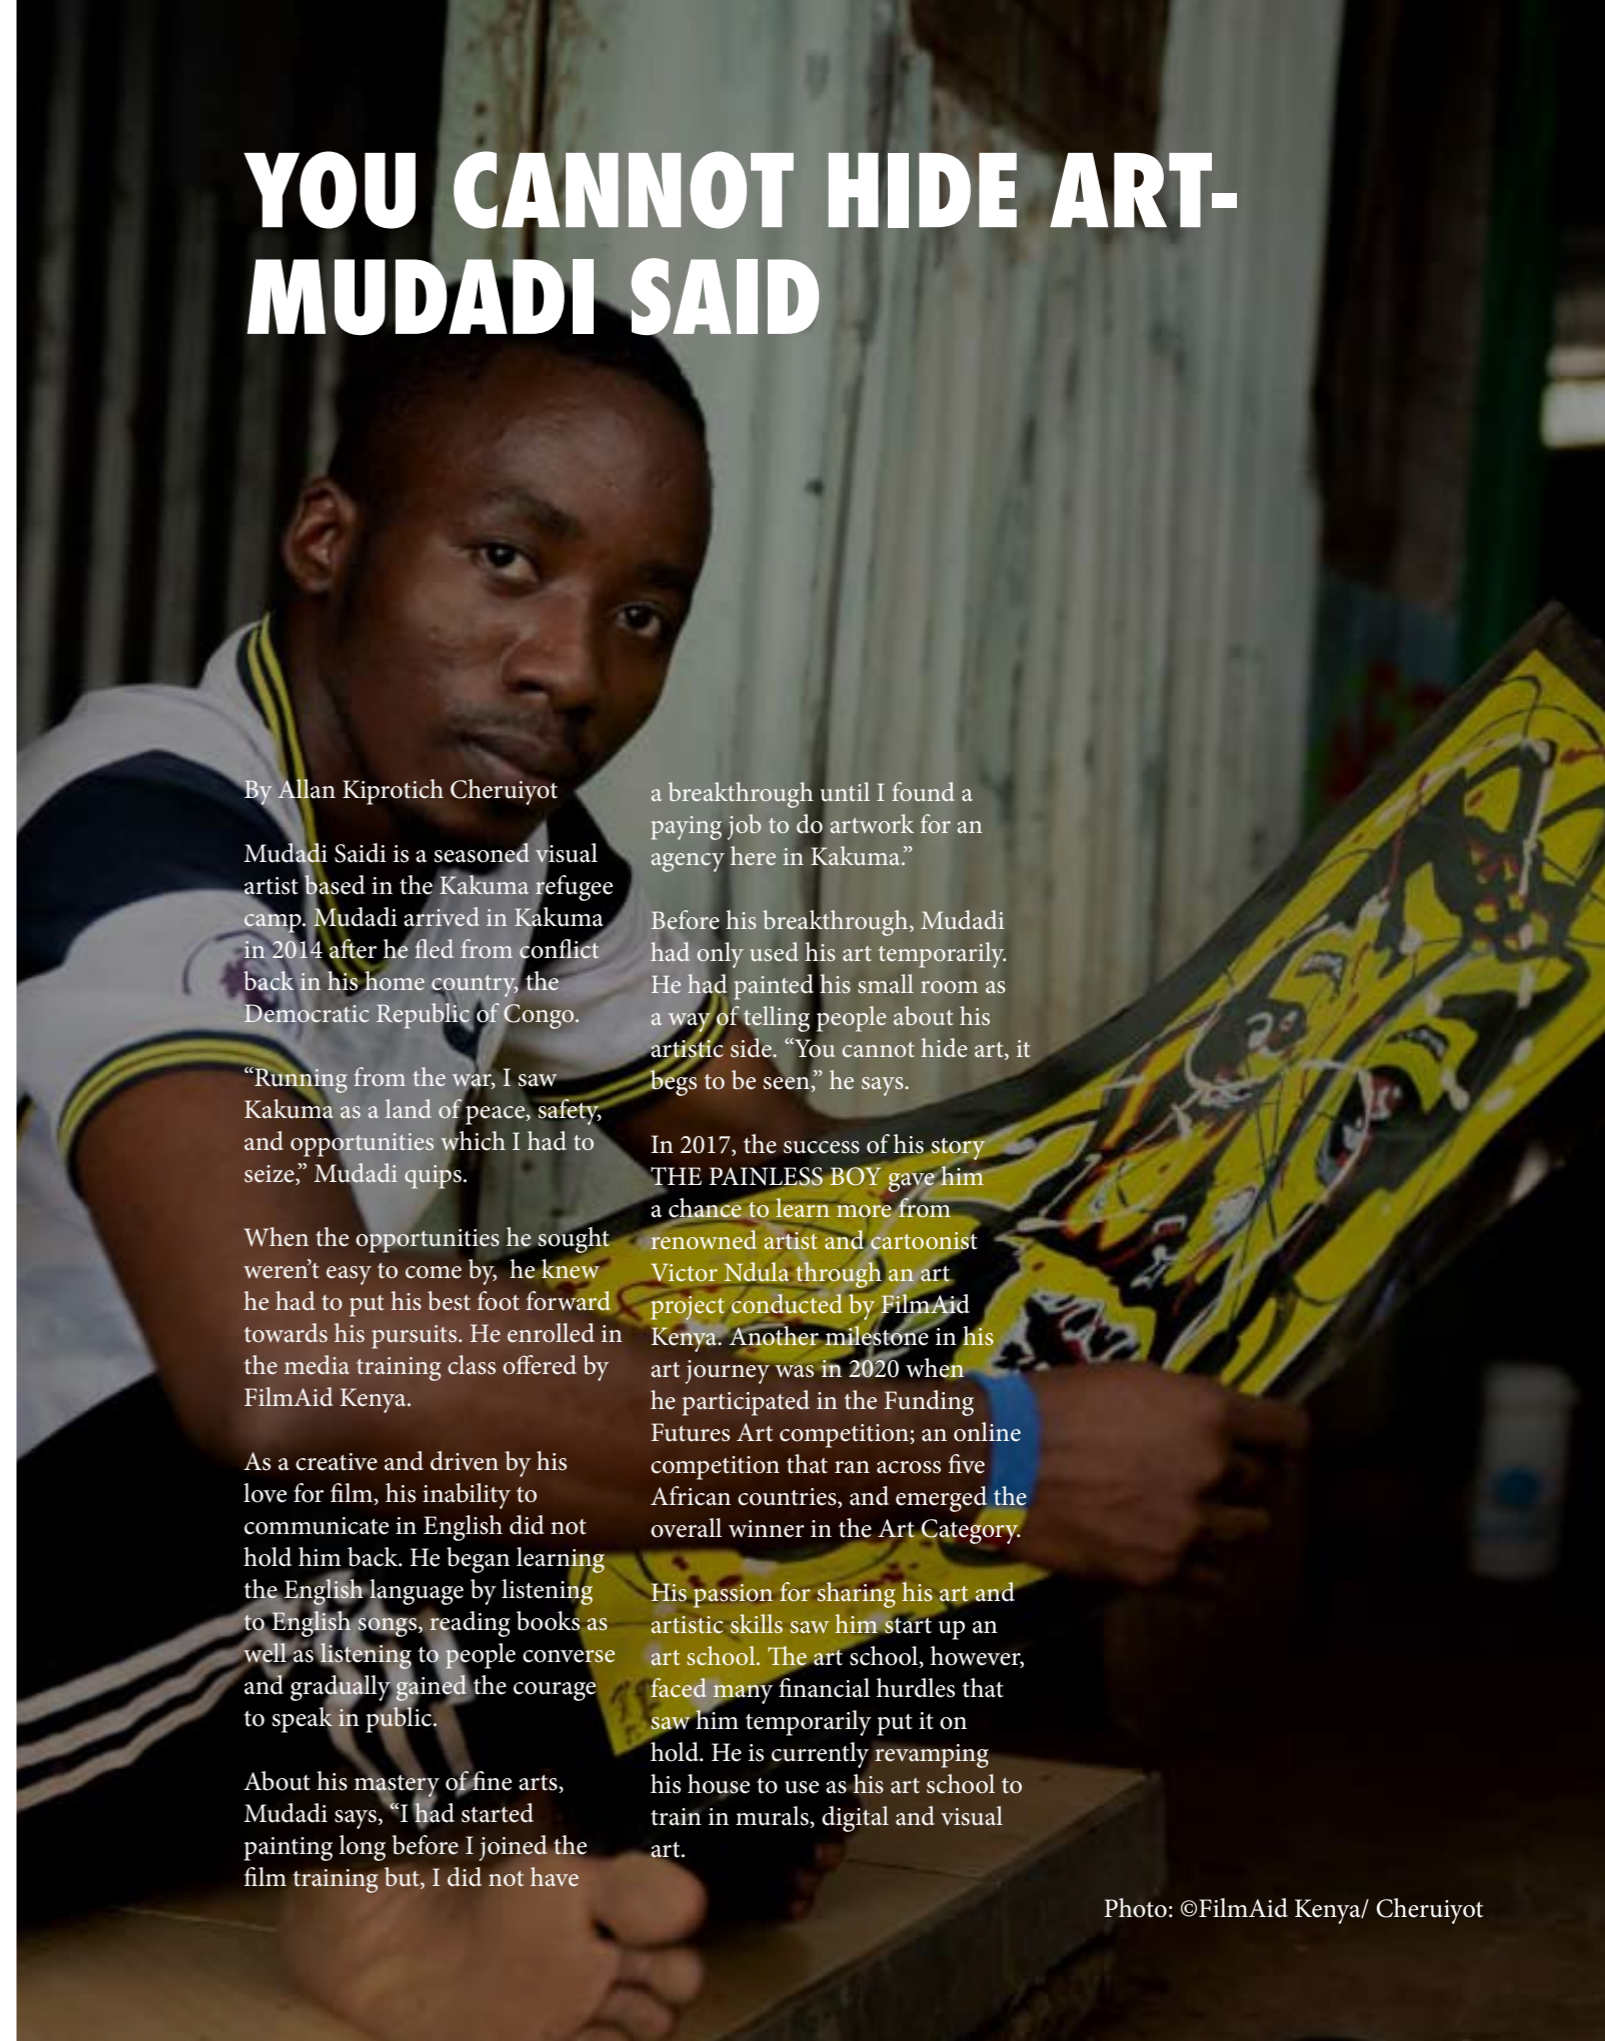 YOU CANNOT HIDE ART-
MUDADI SAID
By Allan Kiprotich Cheruiyot
Mudadi Saidi is a seasoned visual
artist based in the Kakuma refugee
camp. Mudadi arrived in Kakuma
in 2014 after he fled from conflict
back in his home country, the
Democratic Republic of Congo.
“Running from the war, I saw
Kakuma as a land of peace, safety,
and opportunities which I had to
seize,” Mudadi quips.
When the opportunities he sought
weren’t easy to come by,  he knew
he had to put his best foot forward
towards his pursuits. He enrolled in
the media training class offered by
FilmAid Kenya.
As a creative and driven by his
love for film, his inability to
communicate in English did not
hold him back. He began learning
the English language by listening
to English songs, reading books as
well as listening to people converse
and gradually gained the courage
to speak in public.
About his mastery of fine arts,
Mudadi says, “I had started
painting long before I joined the
film training but, I did not have
a breakthrough until I found a
paying job to do artwork for an
agency here in Kakuma.”
Before his breakthrough, Mudadi
had only used his art temporarily.
He had painted his small room as
a way of telling people about his
artistic side. “You cannot hide art, it
begs to be seen,” he says.
In 2017, the success of his story
THE PAINLESS BOY gave him
a chance to learn more from
renowned artist and cartoonist
Victor Ndula through an art
project conducted by FilmAid
Kenya. Another milestone in his
art journey was in 2020 when
he participated in the Funding
Futures Art competition; an online
competition that ran across five
African countries, and emerged the
overall winner in the Art Category.
His passion for sharing his art and
artistic skills saw him start up an
art school. The art school, however,
faced many financial hurdles that
saw him temporarily put it on
hold. He is currently revamping
his house to use as his art school to
train in murals, digital and visual
art.
Photo: ©FilmAid Kenya/ Cheruiyot